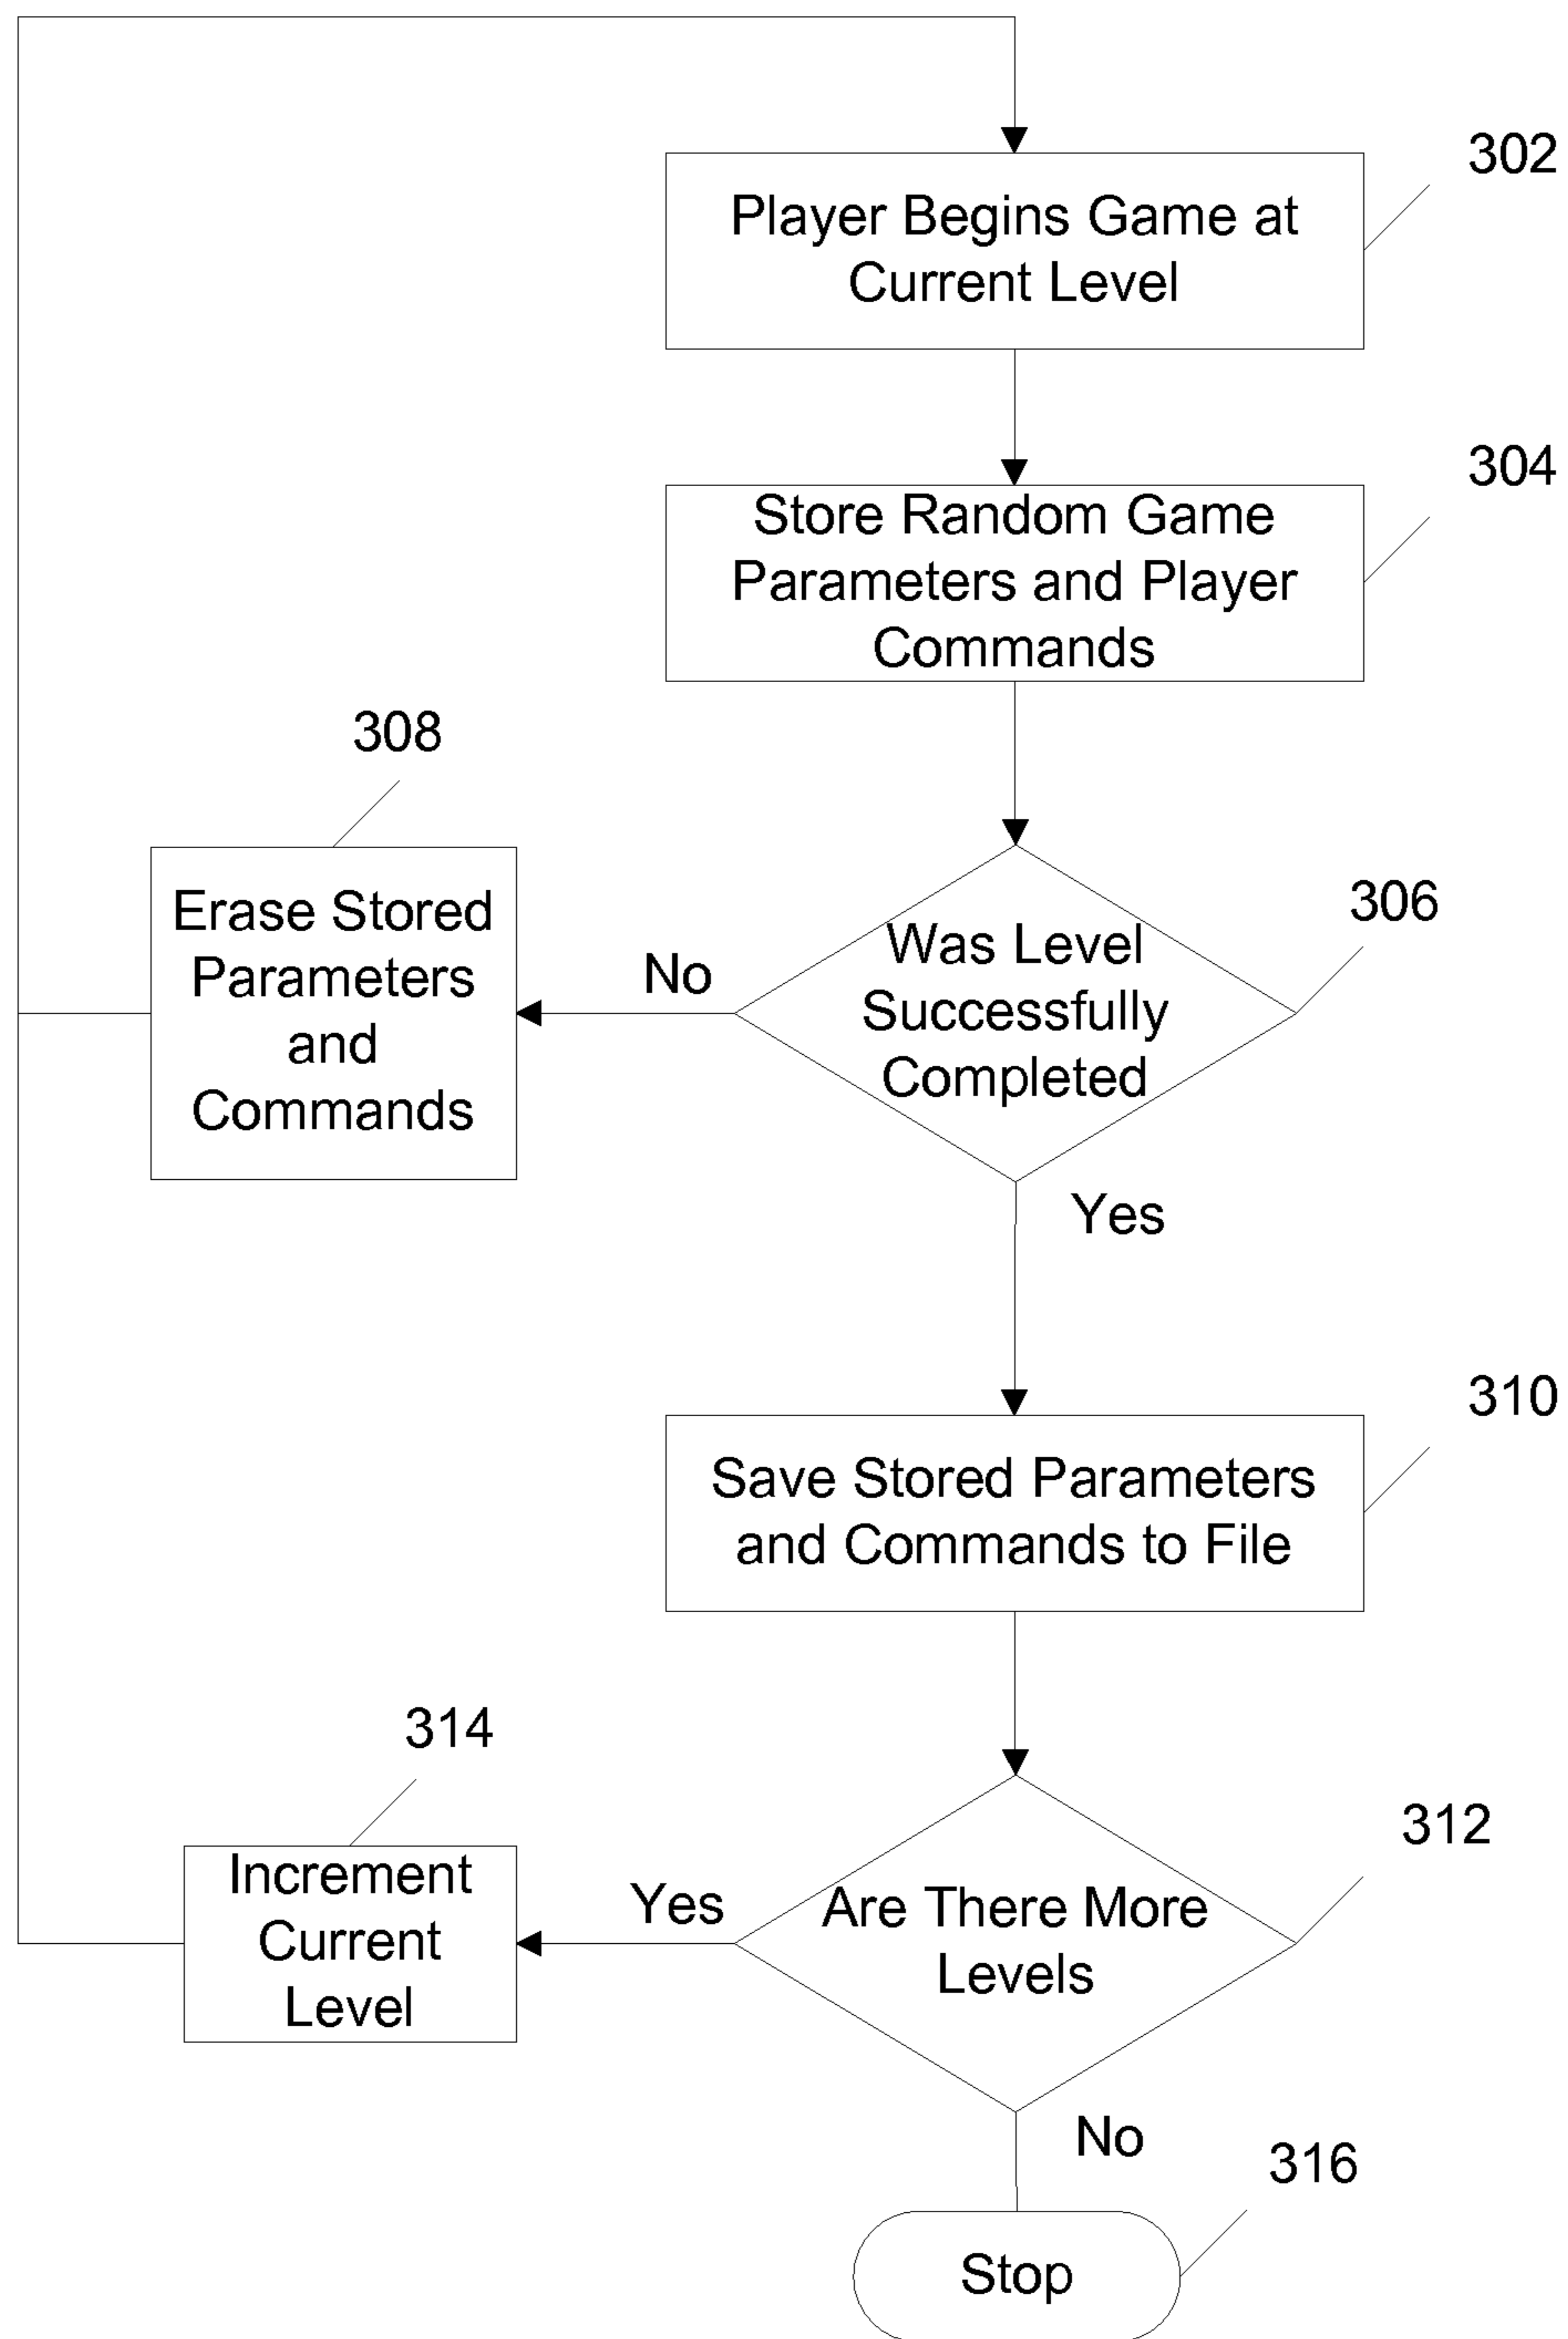 302
Player Begins Game at
Current Level
304
Store Random Game
Parameters and Player
Commands
308
Erase Stored
Parameters
and
Commands
No
306
Was Level
Successfully
Completed
Yes
310
Save Stored Parameters
and Commands to File
314
Increment
Current
Level
Yes
312
Are There More
Levels
No
316
Stop